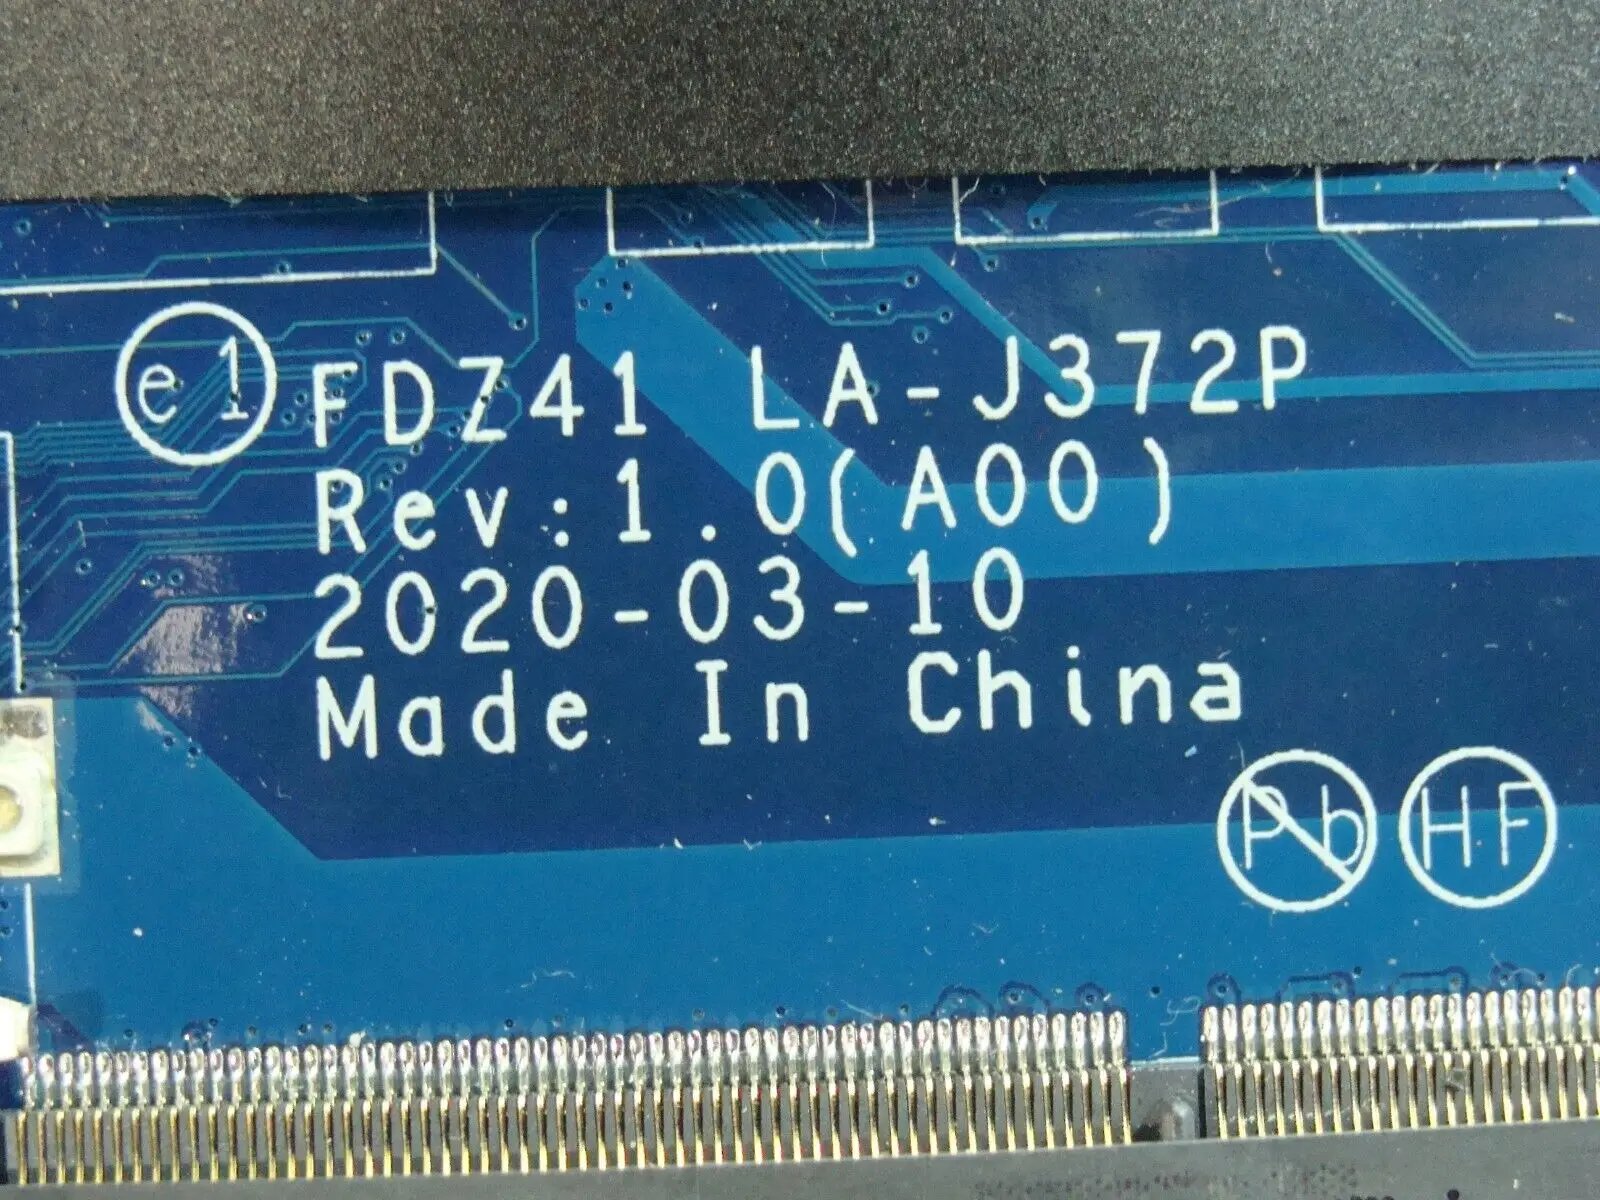 e1 FDZ41 LA-J372P
Rev:1.0(A00)
2020-03-10
Made In China
Pb HF